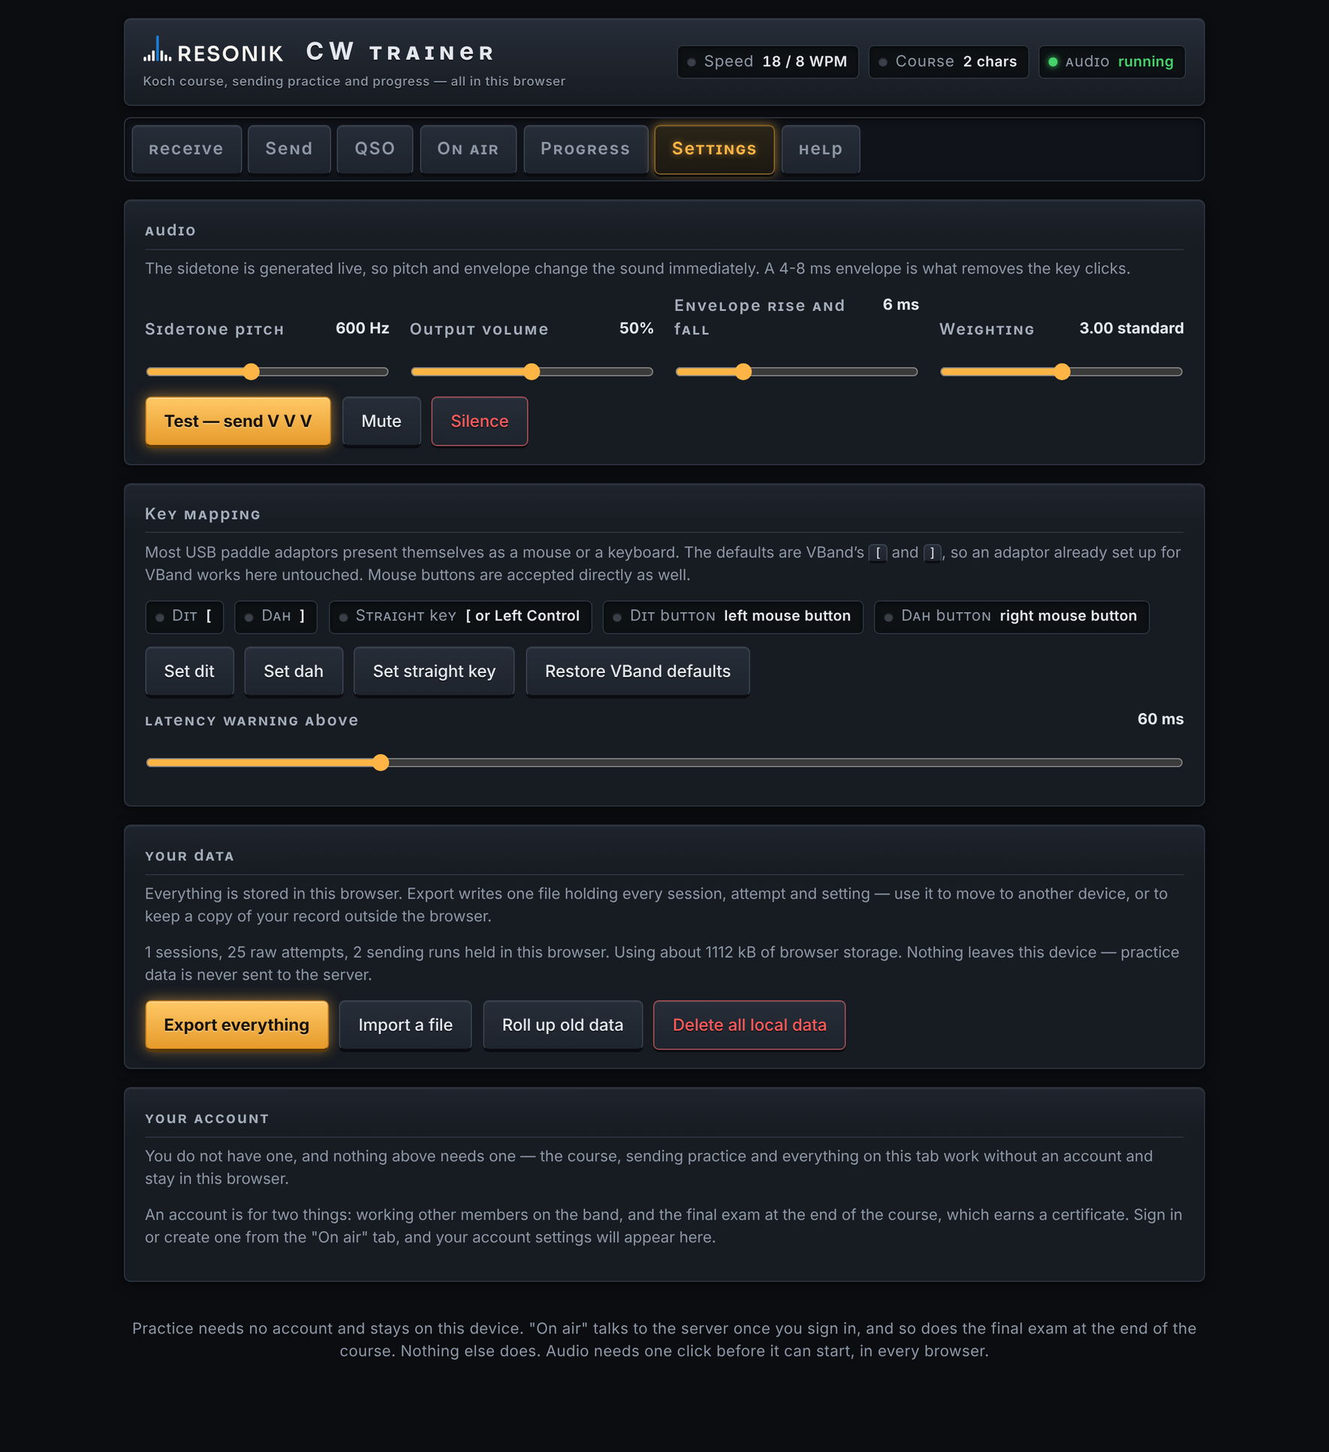 RESONIK CW TRAINER
Koch course, sending practice and progress — all in this browser
Speed 18 / 8 WPM
Course 2 chars
Audio running
Receive
Send
QSO
On air
Progress
Settings
Help
Audio
The sidetone is generated live, so pitch and envelope change the sound immediately. A 4-8 ms envelope is what removes the key clicks.
Sidetone pitch 600 Hz
Output volume 50%
Envelope rise and 6 ms
fall
Weighting 3.00 standard
Test — send V V V
Mute
Silence
Key mapping
Most USB paddle adaptors present themselves as a mouse or a keyboard. The defaults are VBand's [ and ], so an adaptor already set up for
VBand works here untouched. Mouse buttons are accepted directly as well.
Dit [
Dah ]
Straight key [ or Left Control
Dit button left mouse button
Dah button right mouse button
Set dit
Set dah
Set straight key
Restore VBand defaults
Latency warning above 60 ms
Your data
Everything is stored in this browser. Export writes one file holding every session, attempt and setting — use it to move to another device, or to
keep a copy of your record outside the browser.
1 sessions, 25 raw attempts, 2 sending runs held in this browser. Using about 1112 kB of browser storage. Nothing leaves this device — practice
data is never sent to the server.
Export everything
Import a file
Roll up old data
Delete all local data
Your account
You do not have one, and nothing above needs one — the course, sending practice and everything on this tab work without an account and
stay in this browser.
An account is for two things: working other members on the band, and the final exam at the end of the course, which earns a certificate. Sign in
or create one from the "On air" tab, and your account settings will appear here.
Practice needs no account and stays on this device. "On air" talks to the server once you sign in, and so does the final exam at the end of the
course. Nothing else does. Audio needs one click before it can start, in every browser.